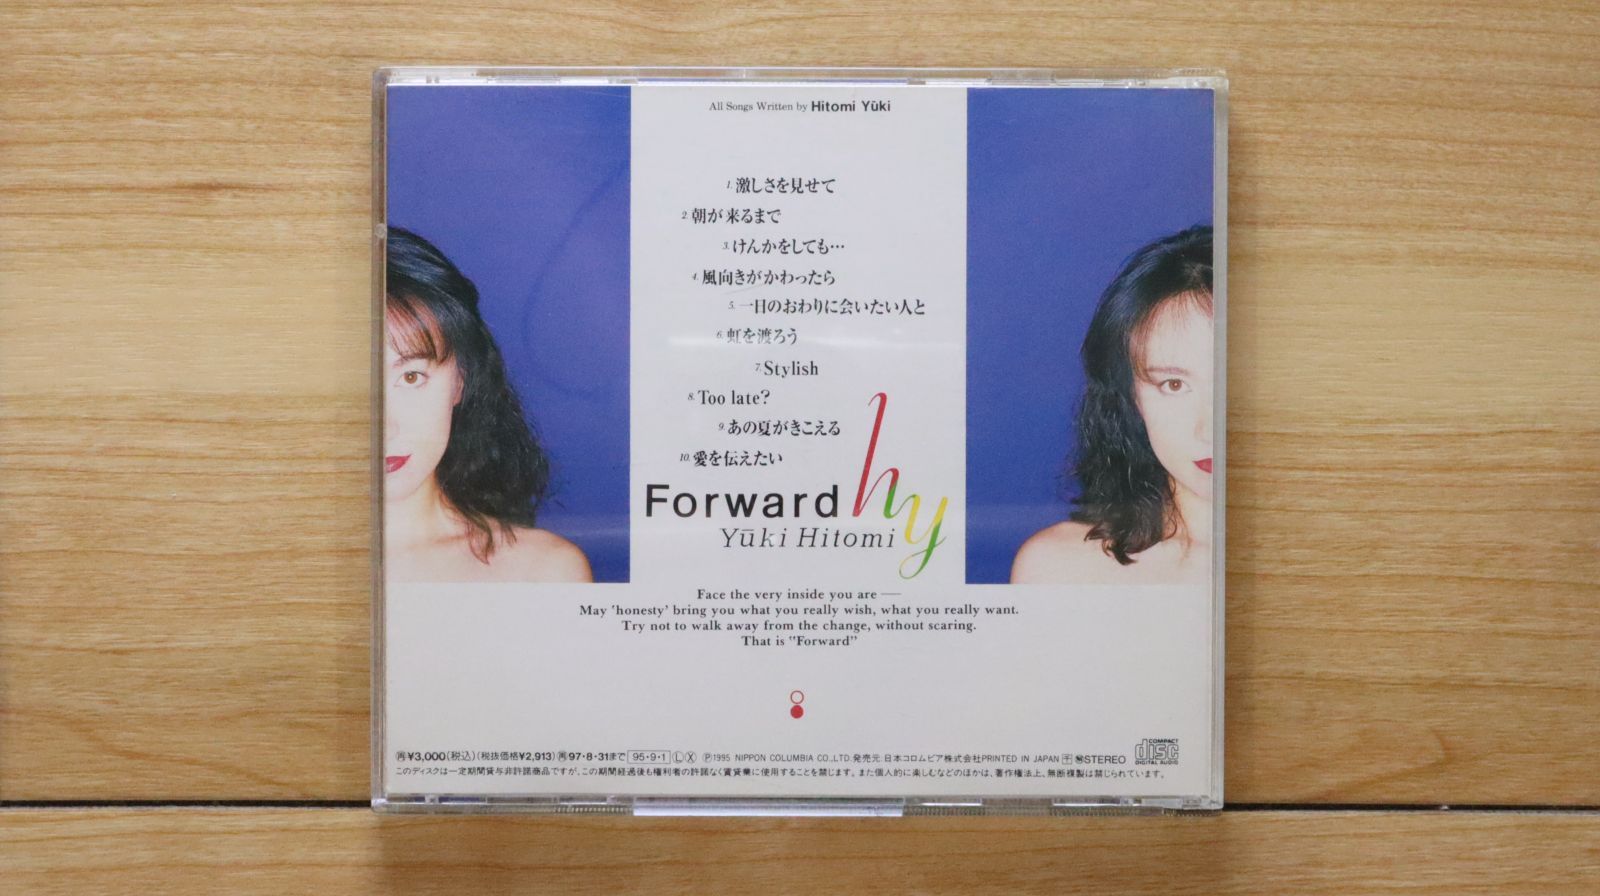 All Songs Written by Hitomi Yūki
1. 激しさを見せて
2. 朝が来るまで
3. けんかをしても…
4. 風向きがかわったら
5. 一日のおわりに会いたい人と
6. 虹を渡ろう
7. Stylish
8. Too late?
9. あの夏がきこえる
10. 愛を伝えたい
Forward hy
Yūki Hitomi
Face the very inside you are —
May 'honesty' bring you what you really wish, what you really want.
Try not to walk away from the change, without scaring.
That is "Forward"
再¥3,000(税込)(税抜価格¥2,913)再97・8・31まで 95・9・1 L X ℗1995 NIPPON COLUMBIA CO.,LTD. 発売元 日本コロムビア株式会社PRINTED IN JAPAN STEREO COMPACT disc DIGITAL AUDIO
このディスクは一定期間貸与非許諾商品ですが、この期間経過後も権利者の許諾なく賃貸業に使用することを禁じます。また個人的に楽しむなどのほかは、著作権法上、無断複製は禁じられています。